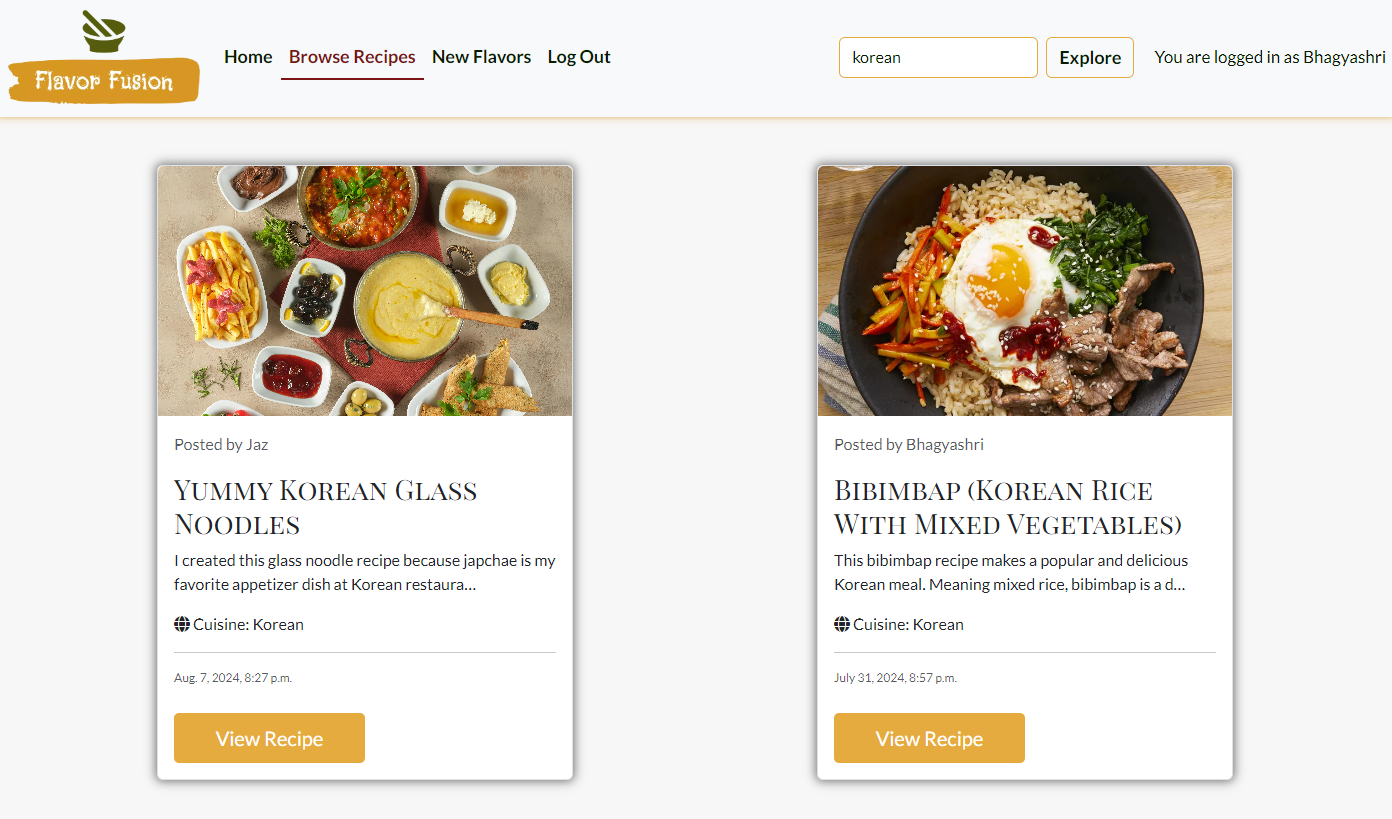 Flavor Fusion
Home Browse Recipes New Flavors Log Out
korean
Explore
You are logged in as Bhagyashri
Posted by Jaz
Yummy Korean Glass
Noodles
I created this glass noodle recipe because japchae is my
favorite appetizer dish at Korean restaura…
Cuisine: Korean
Aug. 7, 2024, 8:27 p.m.
View Recipe
Posted by Bhagyashri
Bibimbap (Korean Rice
With Mixed Vegetables)
This bibimbap recipe makes a popular and delicious
Korean meal. Meaning mixed rice, bibimbap is a d…
Cuisine: Korean
July 31, 2024, 8:57 p.m.
View Recipe